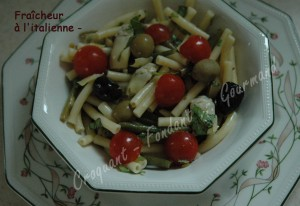 Fraîcheur
à l'italienne -
Croquant Fondant Gourmand